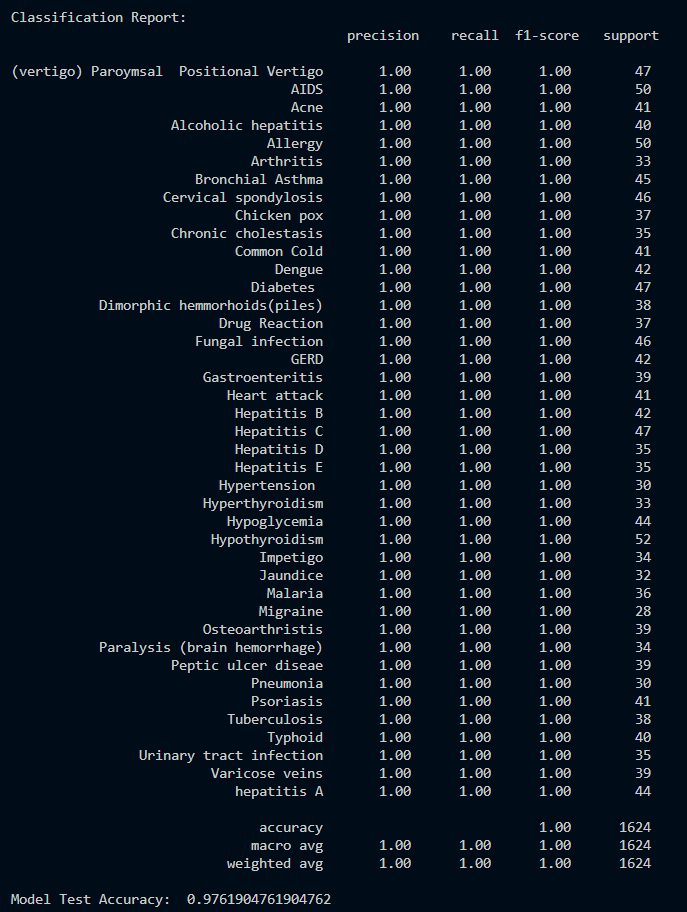 Classification Report:
precision recall f1-score support
(vertigo) Paroymsal  Positional Vertigo 1.00 1.00 1.00 47
AIDS 1.00 1.00 1.00 50
Acne 1.00 1.00 1.00 41
Alcoholic hepatitis 1.00 1.00 1.00 40
Allergy 1.00 1.00 1.00 50
Arthritis 1.00 1.00 1.00 33
Bronchial Asthma 1.00 1.00 1.00 45
Cervical spondylosis 1.00 1.00 1.00 46
Chicken pox 1.00 1.00 1.00 37
Chronic cholestasis 1.00 1.00 1.00 35
Common Cold 1.00 1.00 1.00 41
Dengue 1.00 1.00 1.00 42
Diabetes 1.00 1.00 1.00 47
Dimorphic hemmorhoids(piles) 1.00 1.00 1.00 38
Drug Reaction 1.00 1.00 1.00 37
Fungal infection 1.00 1.00 1.00 46
GERD 1.00 1.00 1.00 42
Gastroenteritis 1.00 1.00 1.00 39
Heart attack 1.00 1.00 1.00 41
Hepatitis B 1.00 1.00 1.00 42
Hepatitis C 1.00 1.00 1.00 47
Hepatitis D 1.00 1.00 1.00 35
Hepatitis E 1.00 1.00 1.00 35
Hypertension 1.00 1.00 1.00 30
Hyperthyroidism 1.00 1.00 1.00 33
Hypoglycemia 1.00 1.00 1.00 44
Hypothyroidism 1.00 1.00 1.00 52
Impetigo 1.00 1.00 1.00 34
Jaundice 1.00 1.00 1.00 32
Malaria 1.00 1.00 1.00 36
Migraine 1.00 1.00 1.00 28
Osteoarthristis 1.00 1.00 1.00 39
Paralysis (brain hemorrhage) 1.00 1.00 1.00 34
Peptic ulcer diseae 1.00 1.00 1.00 39
Pneumonia 1.00 1.00 1.00 30
Psoriasis 1.00 1.00 1.00 41
Tuberculosis 1.00 1.00 1.00 38
Typhoid 1.00 1.00 1.00 40
Urinary tract infection 1.00 1.00 1.00 35
Varicose veins 1.00 1.00 1.00 39
hepatitis A 1.00 1.00 1.00 44
accuracy 1.00 1624
macro avg 1.00 1.00 1.00 1624
weighted avg 1.00 1.00 1.00 1624
Model Test Accuracy:  0.9761904761904762